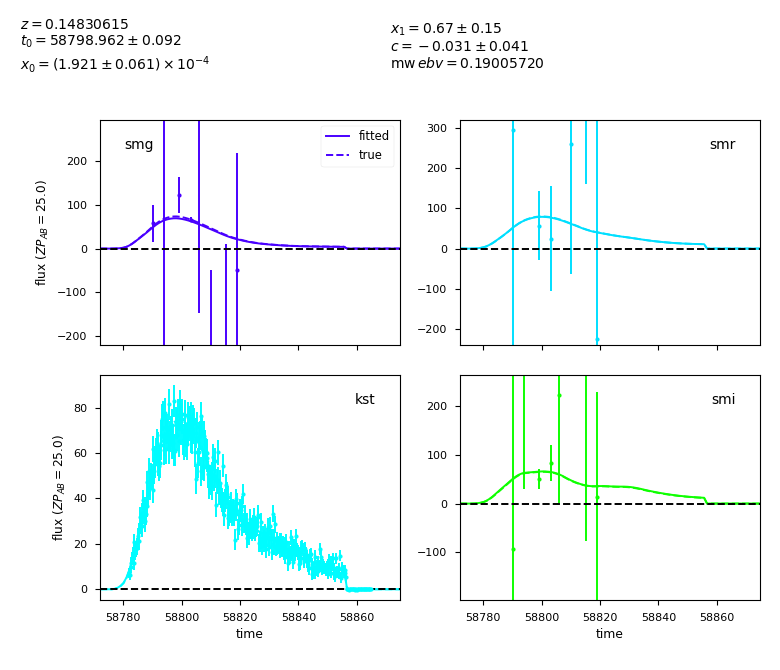 z = 0.14830615
t₀ = 58798.962 ± 0.092
x₀ = (1.921 ± 0.061) × 10⁻⁴
x₁ = 0.67 ± 0.15
c = −0.031 ± 0.041
mw ebv = 0.19005720
smg
fitted
true
200
100
0
−100
−200
flux (ZP_AB = 25.0)
smr
300
200
100
0
−100
−200
kst
80
60
40
20
0
flux (ZP_AB = 25.0)
58780 58800 58820 58840 58860
time
smi
200
100
0
−100
58780 58800 58820 58840 58860
time